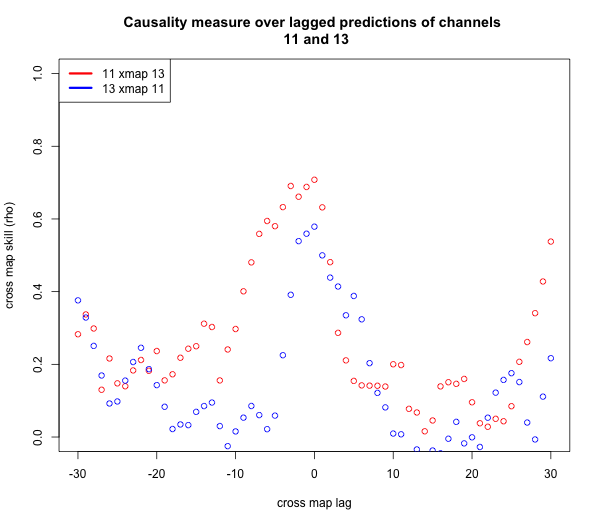 Causality measure over lagged predictions of channels
11 and 13
11 xmap 13
13 xmap 11
cross map skill (rho)
1.0
0.8
0.6
0.4
0.2
0.0
-30 -20 -10 0 10 20 30
cross map lag